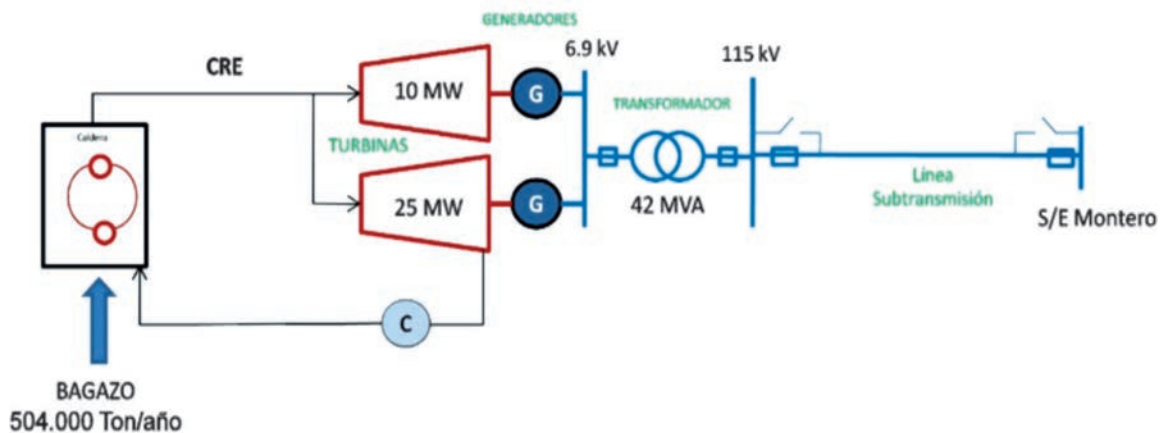 GENERADORES
6.9 kV
115 kV
CRE
10 MW
G
TRANSFORMADOR
Caldera
TURBINAS
25 MW
G
42 MVA
Línea
Subtransmisión
S/E Montero
C
BAGAZO
504.000 Ton/año